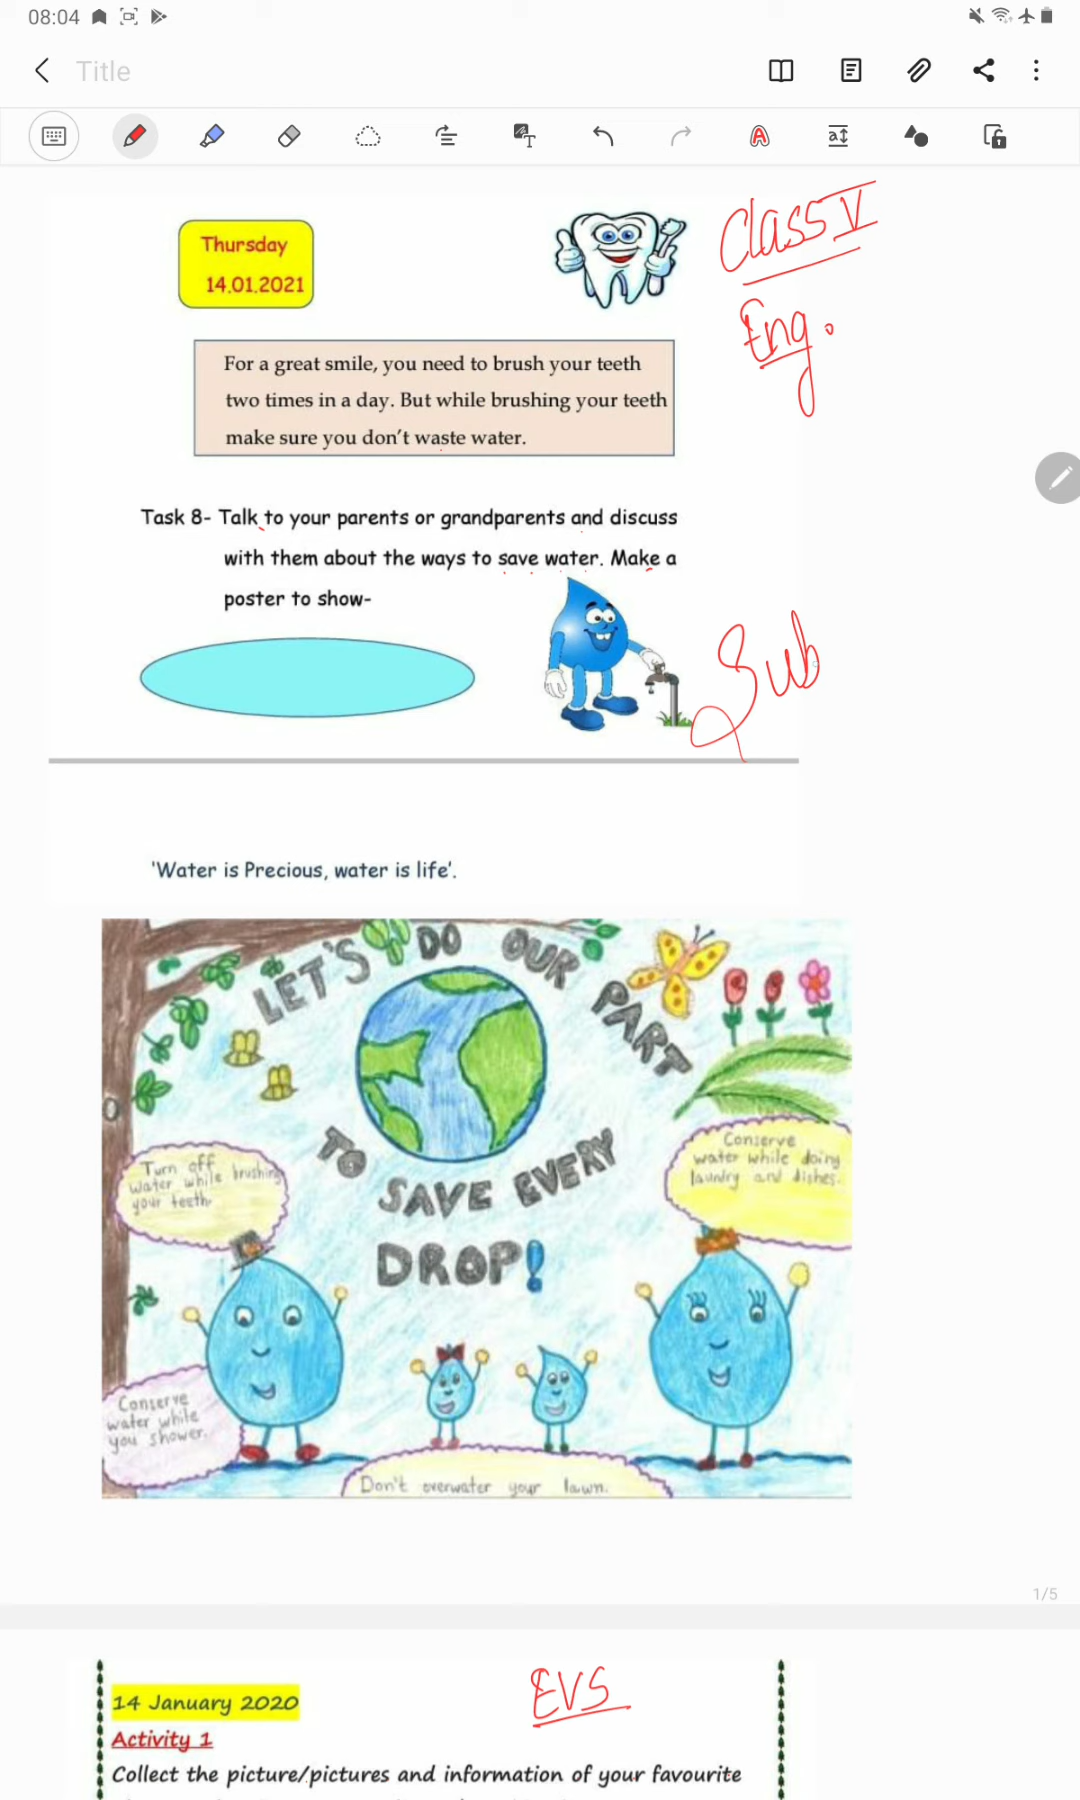 08:04
Title
Thursday
14.01.2021
Class V
Eng.
For a great smile, you need to brush your teeth
two times in a day. But while brushing your teeth
make sure you don't waste water.
Task 8- Talk to your parents or grandparents and discuss
with them about the ways to save water. Make a
poster to show-
Sub
'Water is Precious, water is life'.
LET'S DO OUR PART
TO SAVE EVERY
DROP!
Turn off
water while brushing
your teeth
Conserve
water while doing
laundry and dishes.
Conserve
water while
you shower.
Don't overwater your lawn.
1/5
EVS
14 January 2020
Activity 1
Collect the picture/pictures and information of your favourite